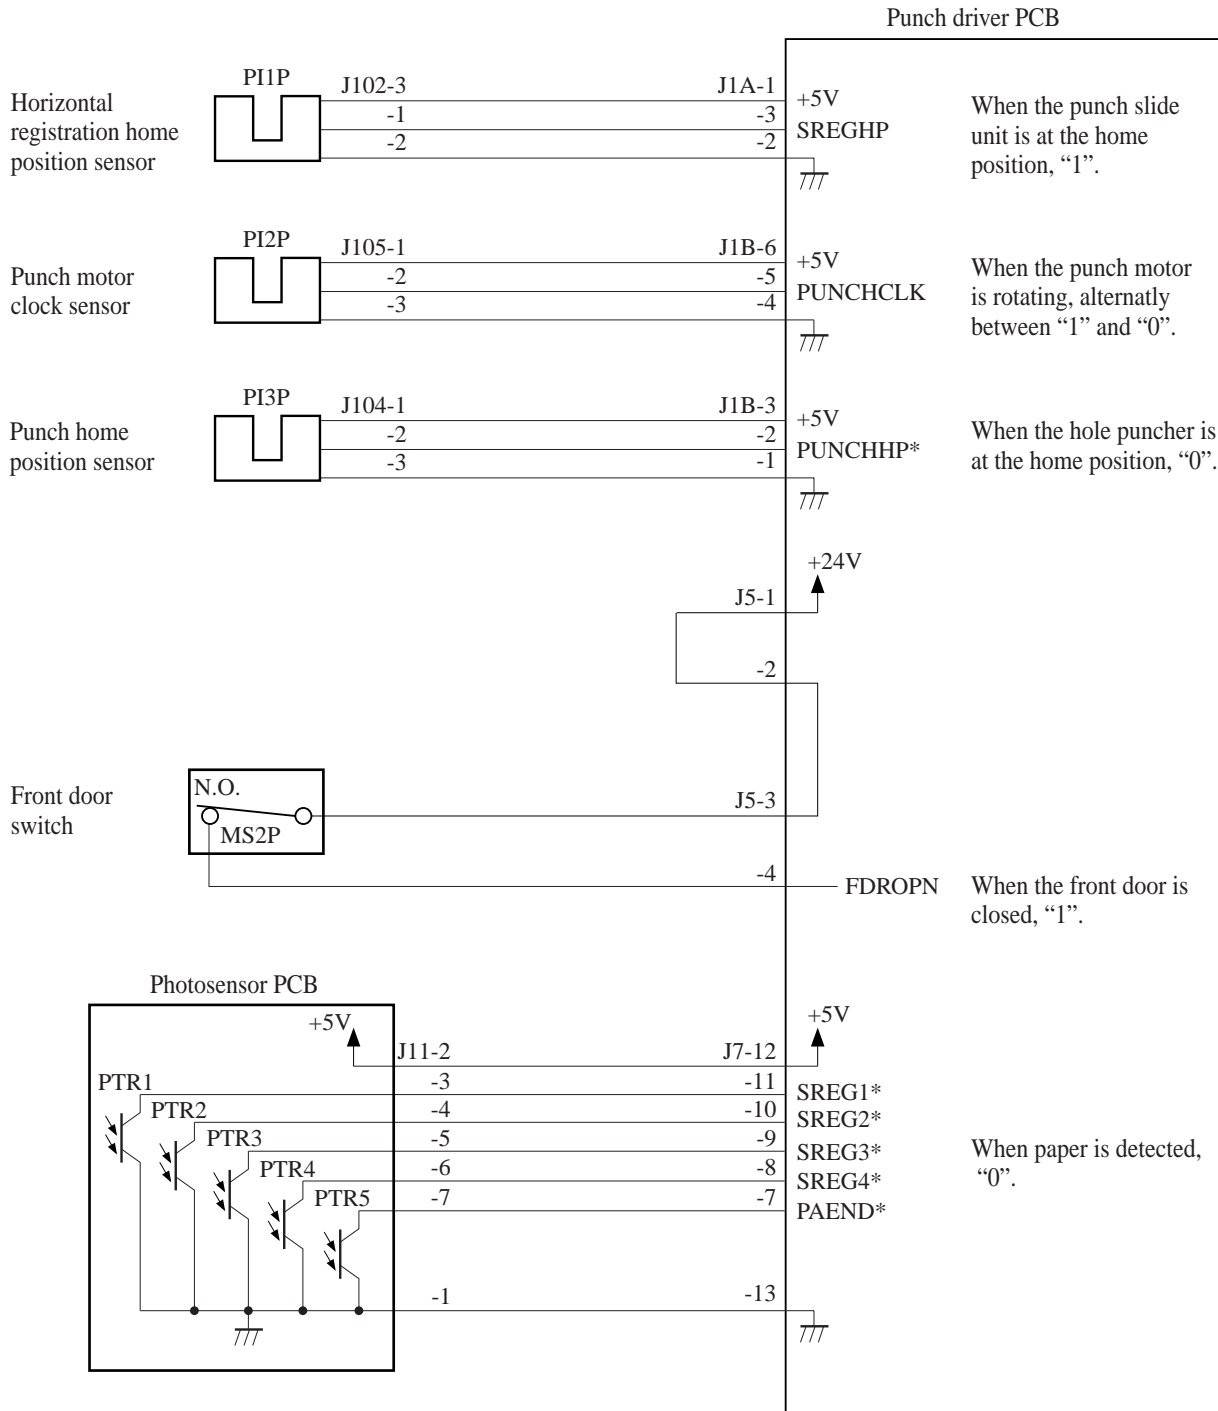 Punch driver PCB
Horizontal
registration home
position sensor
PI1P
J102-3
-1
-2
J1A-1
-3
-2
+5V
SREGHP
When the punch slide
unit is at the home
position, “1”.
Punch motor
clock sensor
PI2P
J105-1
-2
-3
J1B-6
-5
-4
+5V
PUNCHCLK
When the punch motor
is rotating, alternatly
between “1” and “0”.
Punch home
position sensor
PI3P
J104-1
-2
-3
J1B-3
-2
-1
+5V
PUNCHHP*
When the hole puncher is
at the home position, “0”.
+24V
J5-1
-2
Front door
switch
N.O.
MS2P
J5-3
-4
FDROPN
When the front door is
closed, “1”.
Photosensor PCB
+5V
J11-2
-3
-4
-5
-6
-7
-1
PTR1
PTR2
PTR3
PTR4
PTR5
J7-12
-11
-10
-9
-8
-7
-13
+5V
SREG1*
SREG2*
SREG3*
SREG4*
PAEND*
When paper is detected,
“0”.